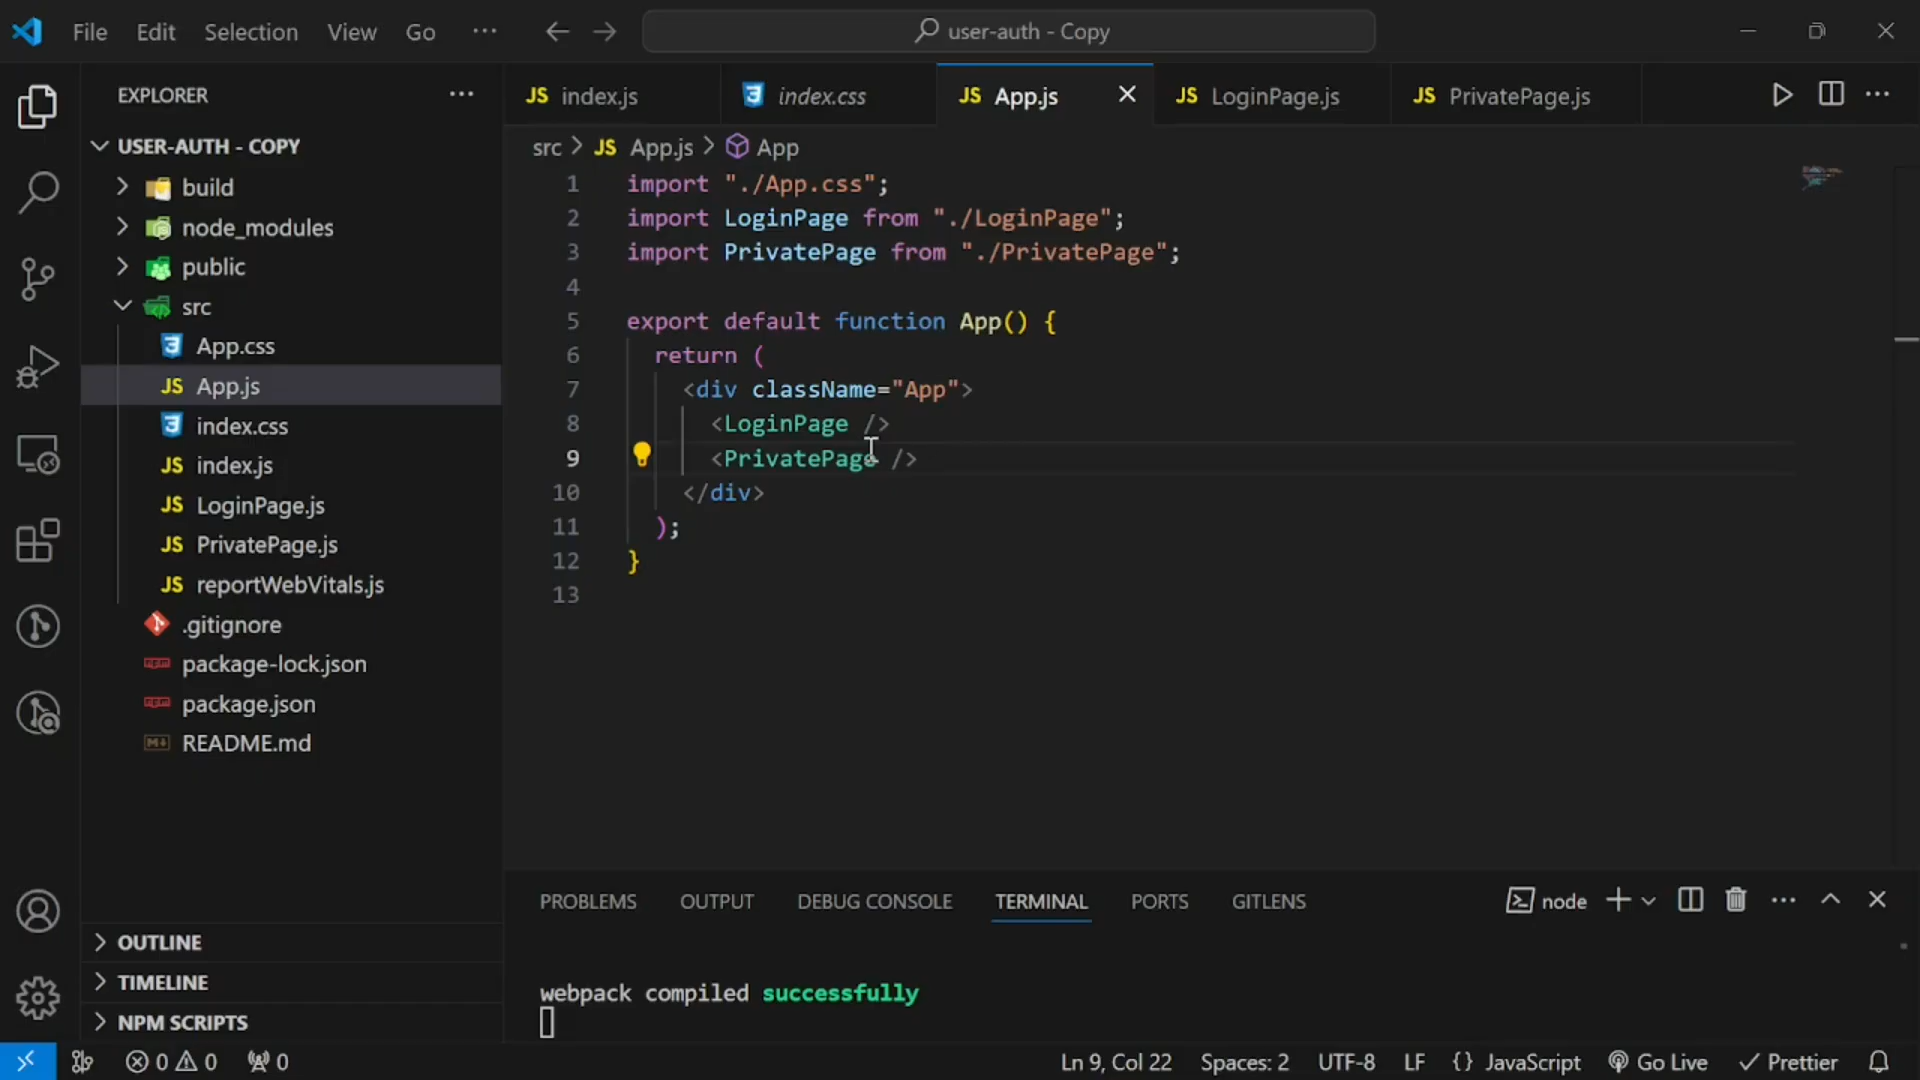 File Edit Selection View Go ··· user-auth - Copy
EXPLORER ···
USER-AUTH - COPY
build
node_modules
public
src
App.css
JS App.js
index.css
JS index.js
JS LoginPage.js
JS PrivatePage.js
JS reportWebVitals.js
.gitignore
package-lock.json
package.json
README.md
OUTLINE
TIMELINE
NPM SCRIPTS
JS index.js index.css JS App.js JS LoginPage.js JS PrivatePage.js
src > JS App.js > App
1 import "./App.css";
2 import LoginPage from "./LoginPage";
3 import PrivatePage from "./PrivatePage";
4
5 export default function App() {
6 return (
7 <div className="App">
8 <LoginPage />
9 <PrivatePage />
10 </div>
11 );
12 }
13
PROBLEMS OUTPUT DEBUG CONSOLE TERMINAL PORTS GITLENS node
webpack compiled successfully
0 0 0 Ln 9, Col 22 Spaces: 2 UTF-8 LF {} JavaScript Go Live Prettier